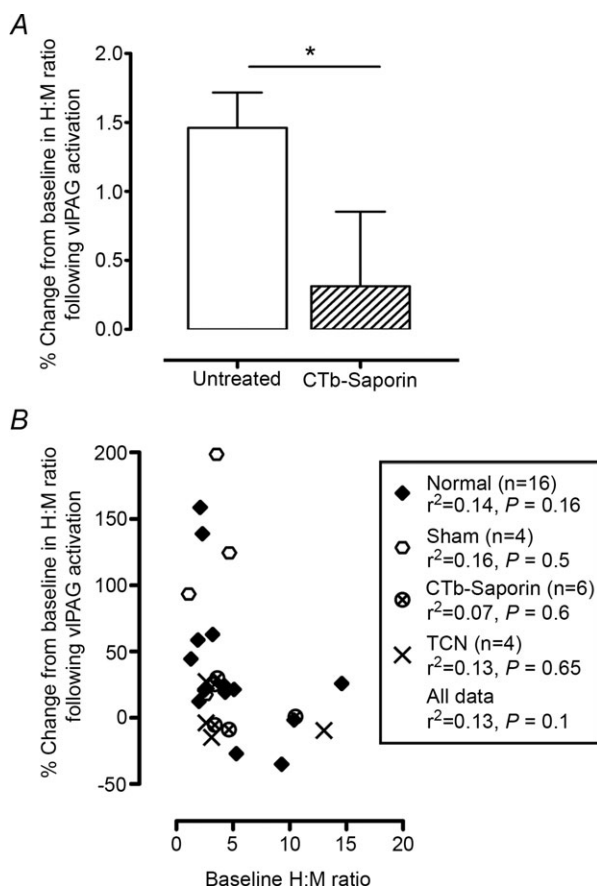 A
% Change from baseline in H:M ratio
following vlPAG activation
2.0
1.5
1.0
0.5
0.0
*
Untreated
CTb-Saporin
B
% Change from baseline in H:M ratio
following vlPAG activation
200
150
100
50
0
-50
0 5 10 15 20
Baseline H:M ratio
Normal (n=16)
r²=0.14, P = 0.16
Sham (n=4)
r²=0.16, P = 0.5
CTb-Saporin (n=6)
r²=0.07, P = 0.6
TCN (n=4)
r²=0.13, P = 0.65
All data
r²=0.13, P = 0.1